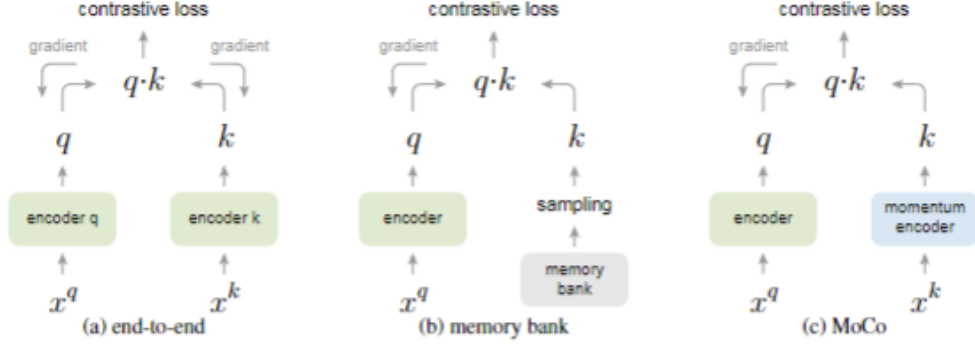 contrastive loss
gradient
gradient
q·k
q
k
encoder q
encoder k
x^q
x^k
(a) end-to-end
contrastive loss
gradient
q·k
q
k
encoder
sampling
memory
bank
x^q
(b) memory bank
contrastive loss
gradient
q·k
q
k
encoder
momentum
encoder
x^q
x^k
(c) MoCo